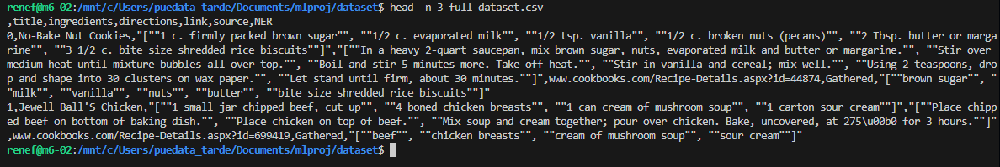 renef@m6-02:/mnt/c/Users/puedata_tarde/Documents/mlproj/dataset$ head -n 3 full_dataset.csv
,title,ingredients,directions,link,source,NER
0,No-Bake Nut Cookies,"[""1 c. firmly packed brown sugar"", ""1/2 c. evaporated milk"", ""1/2 tsp. vanilla"", ""1/2 c. broken nuts (pecans)"", ""2 Tbsp. butter or marga
rine"", ""3 1/2 c. bite size shredded rice biscuits""]","[""In a heavy 2-quart saucepan, mix brown sugar, nuts, evaporated milk and butter or margarine."", ""Stir over
medium heat until mixture bubbles all over top."", ""Boil and stir 5 minutes more. Take off heat."", ""Stir in vanilla and cereal; mix well."", ""Using 2 teaspoons, dro
p and shape into 30 clusters on wax paper."", ""Let stand until firm, about 30 minutes.""]",www.cookbooks.com/Recipe-Details.aspx?id=44874,Gathered,"[""brown sugar"", "
"milk"", ""vanilla"", ""nuts"", ""butter"", ""bite size shredded rice biscuits""]"
1,Jewell Ball'S Chicken,"[""1 small jar chipped beef, cut up"", ""4 boned chicken breasts"", ""1 can cream of mushroom soup"", ""1 carton sour cream""]","[""Place chipp
ed beef on bottom of baking dish."", ""Place chicken on top of beef."", ""Mix soup and cream together; pour over chicken. Bake, uncovered, at 275\u00b0 for 3 hours.""]"
,www.cookbooks.com/Recipe-Details.aspx?id=699419,Gathered,"[""beef"", ""chicken breasts"", ""cream of mushroom soup"", ""sour cream""]"
renef@m6-02:/mnt/c/Users/puedata_tarde/Documents/mlproj/dataset$